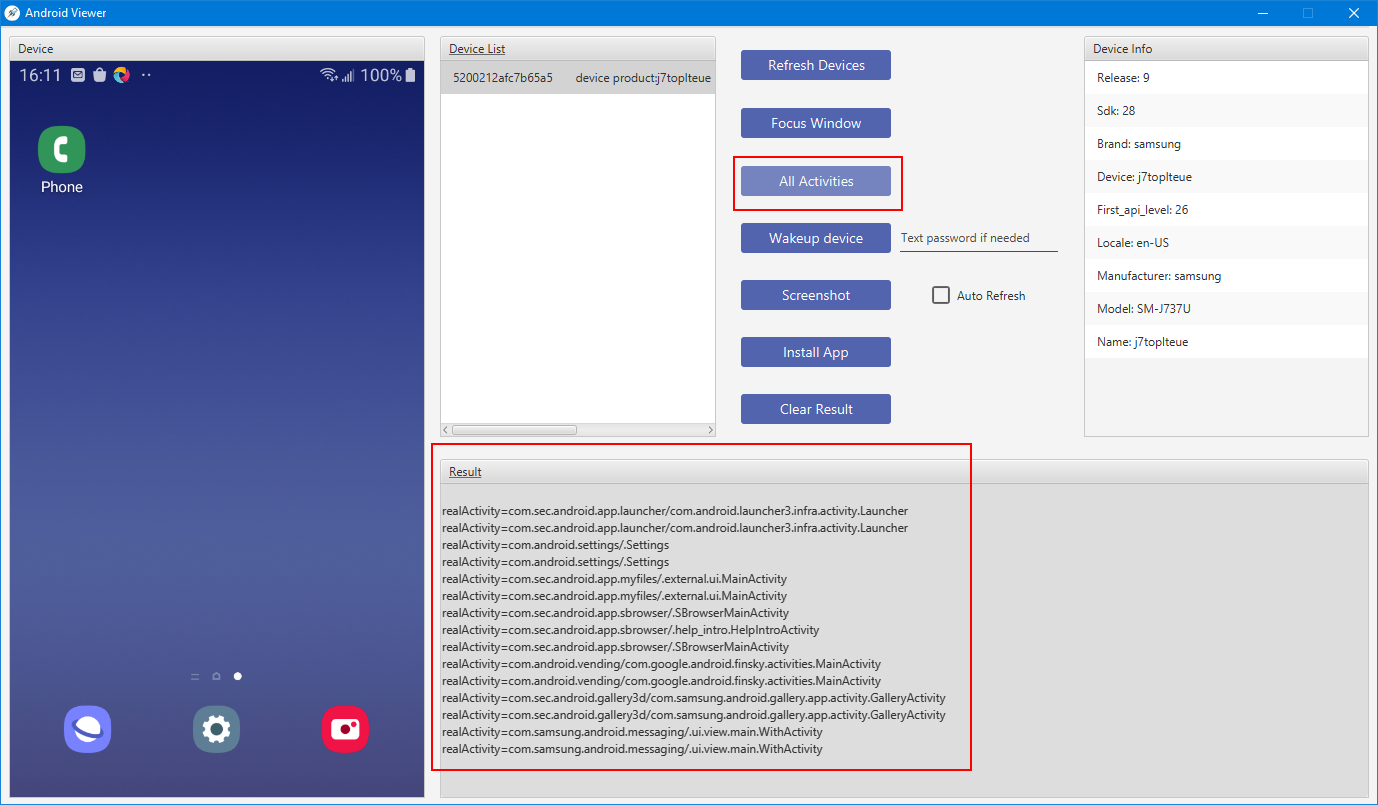 Android Viewer
Device
16:11
100%
Phone
Device List
5200212afc7b65a5 device product:j7toplteue
Refresh Devices
Focus Window
All Activities
Wakeup device
Text password if needed
Screenshot
Auto Refresh
Install App
Clear Result
Device Info
Release: 9
Sdk: 28
Brand: samsung
Device: j7toplteue
First_api_level: 26
Locale: en-US
Manufacturer: samsung
Model: SM-J737U
Name: j7toplteue
Result
realActivity=com.sec.android.app.launcher/com.android.launcher3.infra.activity.Launcher
realActivity=com.sec.android.app.launcher/com.android.launcher3.infra.activity.Launcher
realActivity=com.android.settings/.Settings
realActivity=com.android.settings/.Settings
realActivity=com.sec.android.app.myfiles/.external.ui.MainActivity
realActivity=com.sec.android.app.myfiles/.external.ui.MainActivity
realActivity=com.sec.android.app.sbrowser/.SBrowserMainActivity
realActivity=com.sec.android.app.sbrowser/.help_intro.HelpIntroActivity
realActivity=com.sec.android.app.sbrowser/.SBrowserMainActivity
realActivity=com.android.vending/com.google.android.finsky.activities.MainActivity
realActivity=com.android.vending/com.google.android.finsky.activities.MainActivity
realActivity=com.sec.android.gallery3d/com.samsung.android.gallery.app.activity.GalleryActivity
realActivity=com.sec.android.gallery3d/com.samsung.android.gallery.app.activity.GalleryActivity
realActivity=com.samsung.android.messaging/.ui.view.main.WithActivity
realActivity=com.samsung.android.messaging/.ui.view.main.WithActivity